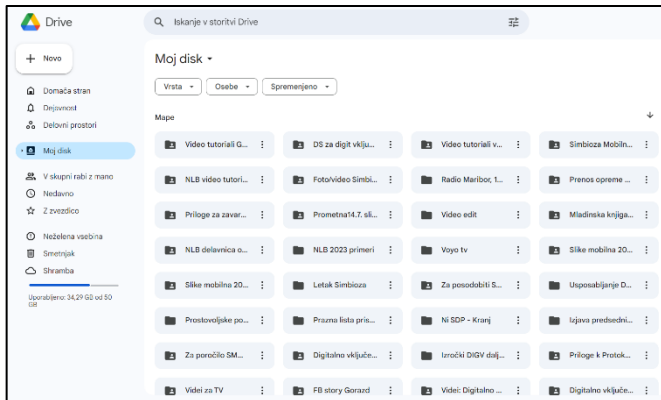 Drive
Iskanje v storitvi Drive
+ Novo
Domača stran
Dejavnost
Delovni prostori
Moj disk
V skupni rabi z mano
Nedavno
Z zvezdico
Neželena vsebina
Smetnjak
Shramba
Uporabljeno: 34,29 GB od 50
GB
Moj disk
Vrsta
Osebe
Spremenjeno
Mape
Video tutoriali G...
DS za digit vklju...
Video tutoriali v...
Simbioza Mobiln...
NLB video tutori...
Foto/video Simbi...
Radio Maribor, 1...
Prenos opreme ...
Priloge za zavar...
Prometna14.7. sli...
Video edit
Mladinska knjiga...
NLB delavnica o...
NLB 2023 primeri
Voyo tv
Slike mobilna 20...
Slike mobilna 20...
Letak Simbioza
Za posodobiti S...
Usposabljanje D...
Prostovoljske po...
Prazna lista pris...
Ni SDP - Kranj
Izjava predsedni...
Za poročilo SM...
Digitalno vključe...
Izročki DIGV dalj...
Priloge k Protok...
Videi za TV
FB story Gorazd
Videi: Digitalno ...
Digitalno vključe...